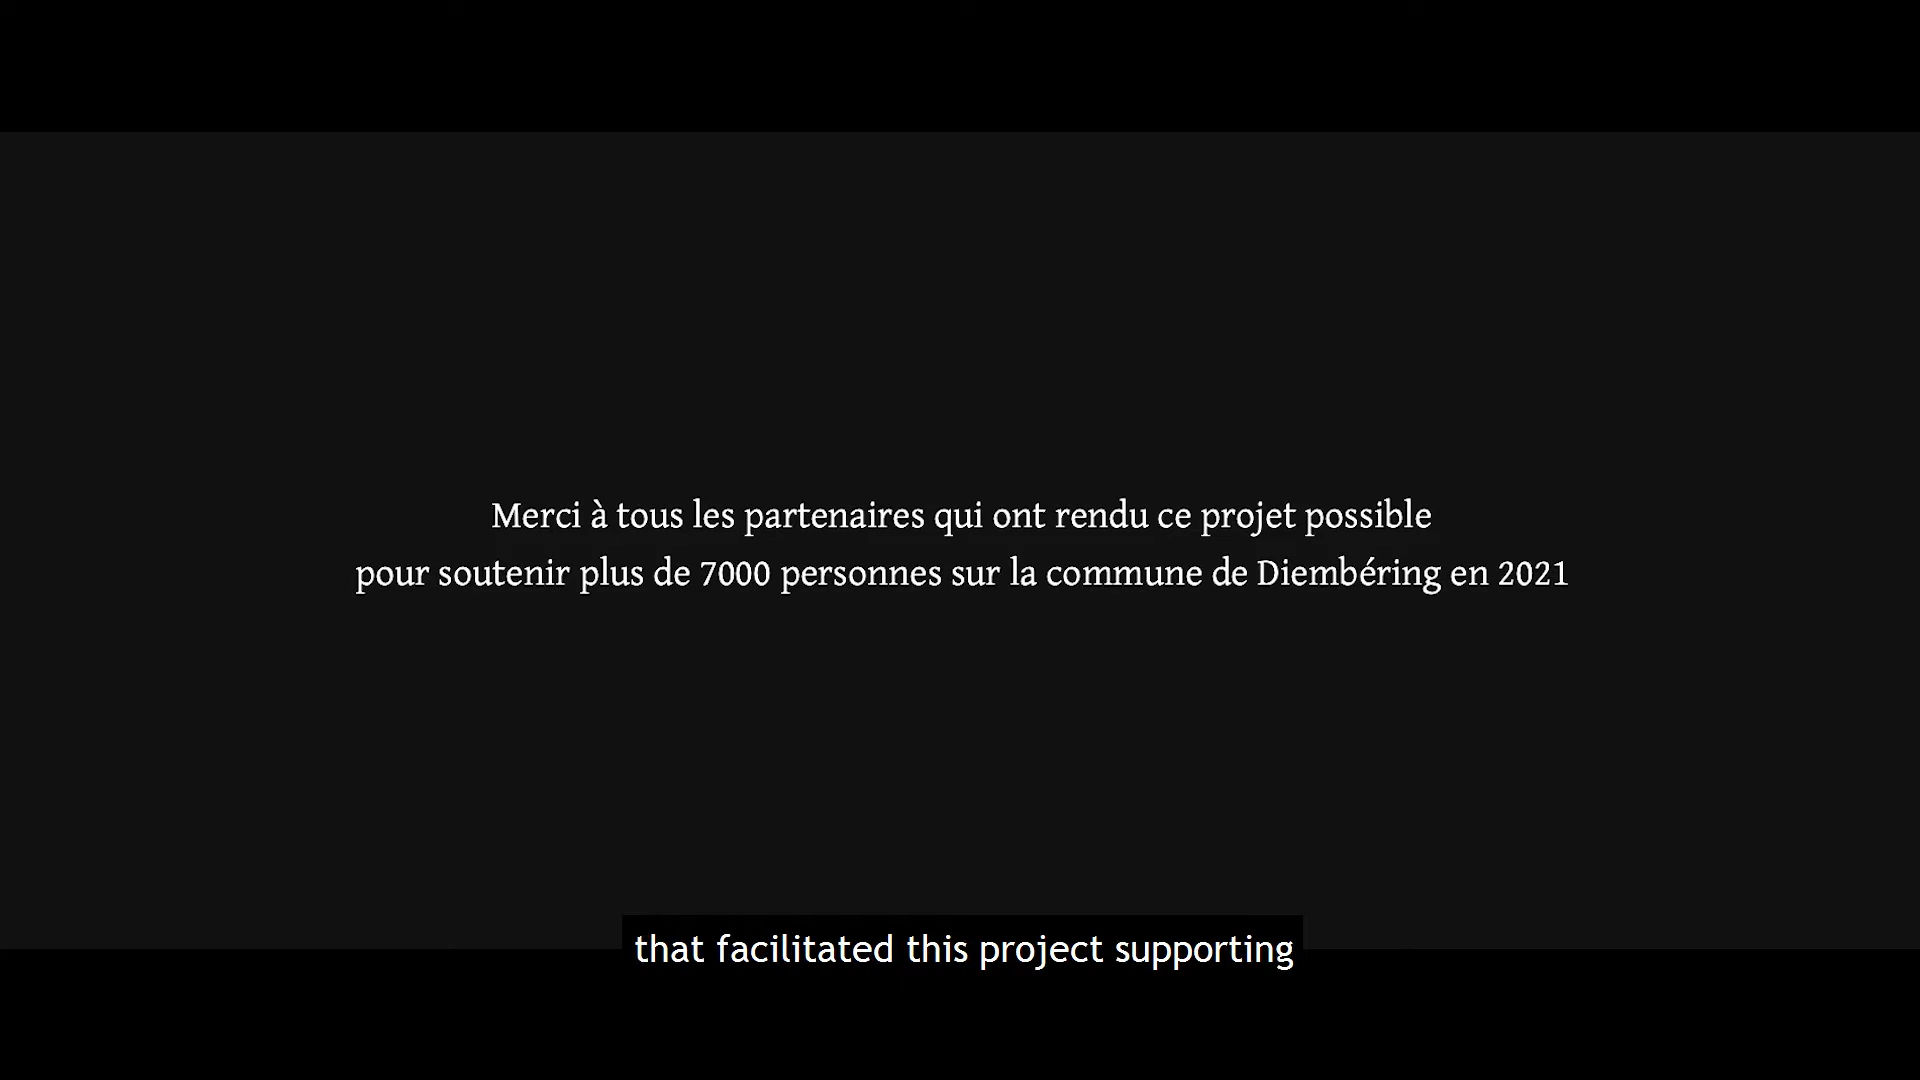 Merci à tous les partenaires qui ont rendu ce projet possible
pour soutenir plus de 7000 personnes sur la commune de Diembéring en 2021
that facilitated this project supporting